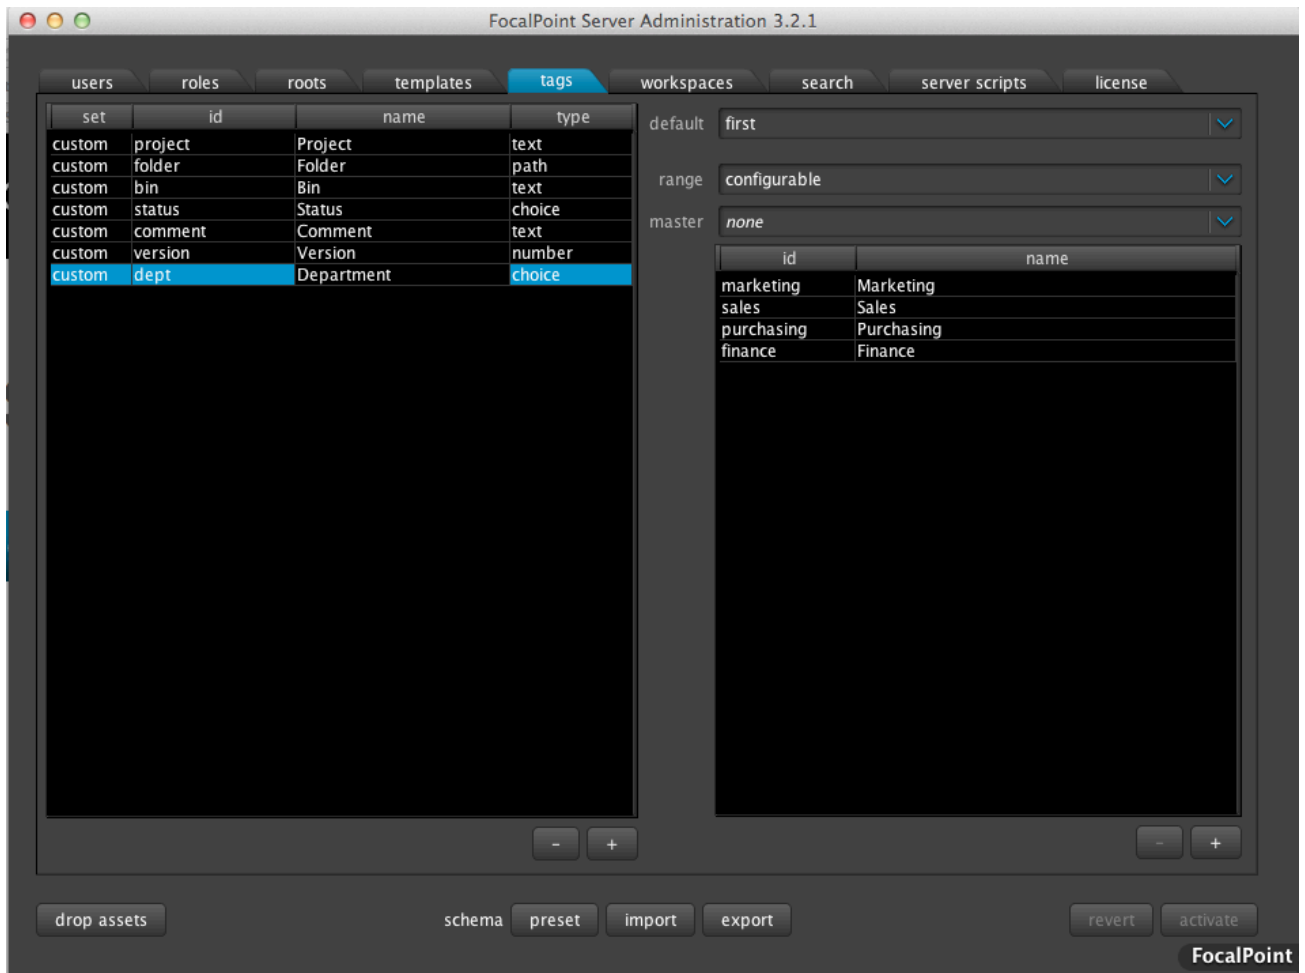 FocalPoint Server Administration 3.2.1
users roles roots templates tags workspaces search server scripts license
set id name type
custom project Project text
custom folder Folder path
custom bin Bin text
custom status Status choice
custom comment Comment text
custom version Version number
custom dept Department choice
default first
range configurable
master none
id name
marketing Marketing
sales Sales
purchasing Purchasing
finance Finance
- +
- +
drop assets schema preset import export revert activate
FocalPoint